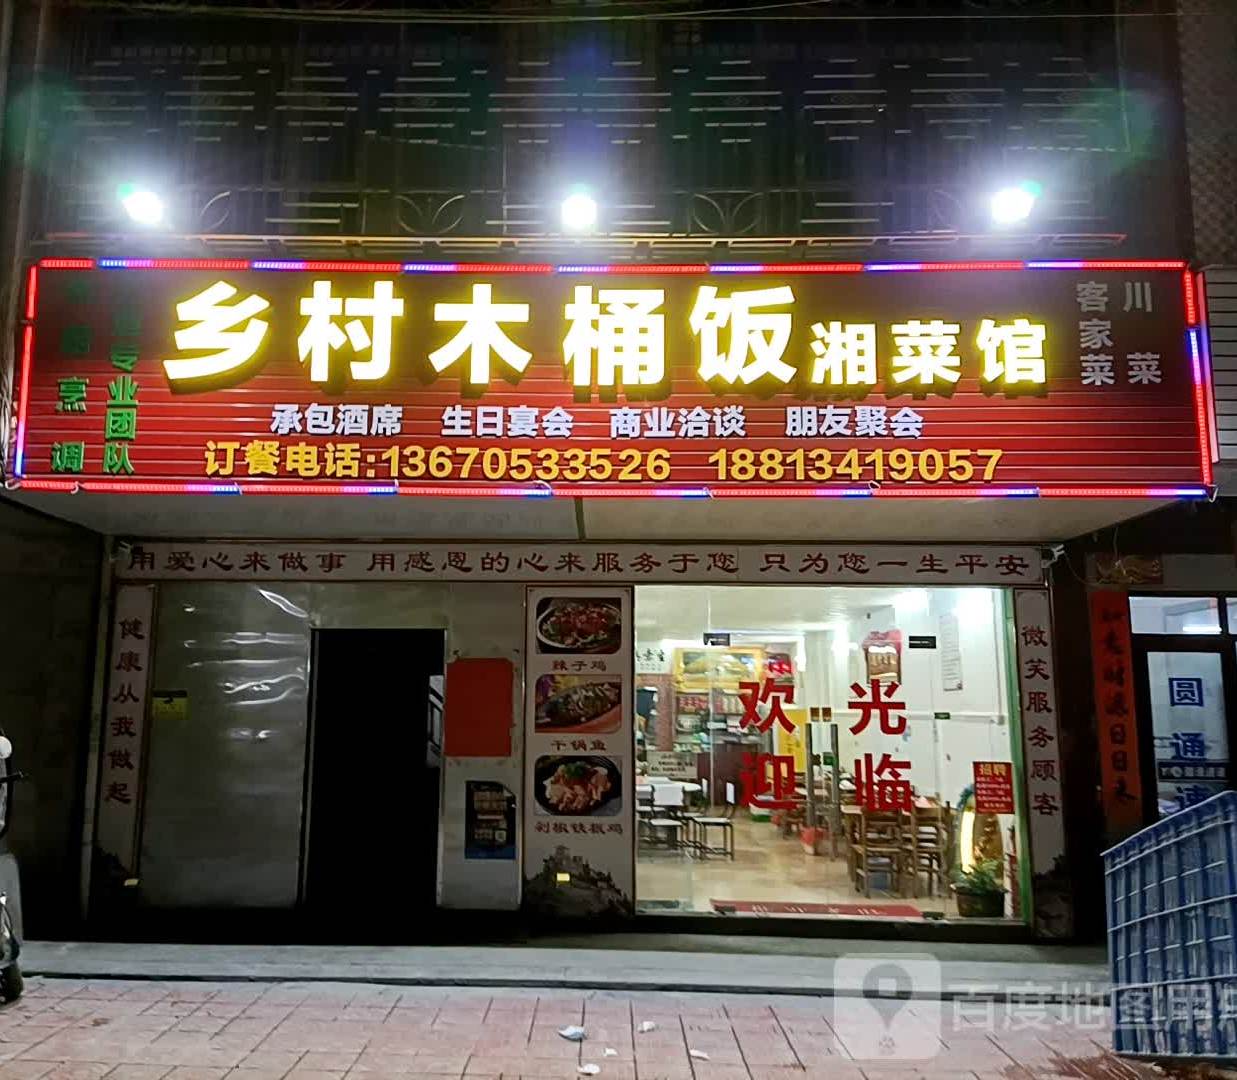 乡村木桶饭 湘菜馆
客家菜
川菜
专业团队
烹调
承包酒席 生日宴会 商业洽谈 朋友聚会
订餐电话:13670533526 18813419057
用爱心来做事 用感恩的心来服务于您 只为您一生平安
健康从我做起
微笑服务顾客
辣子鸡
干锅鱼
剁椒铁板鸡
欢迎
光临
招聘
圆通速
百度地图